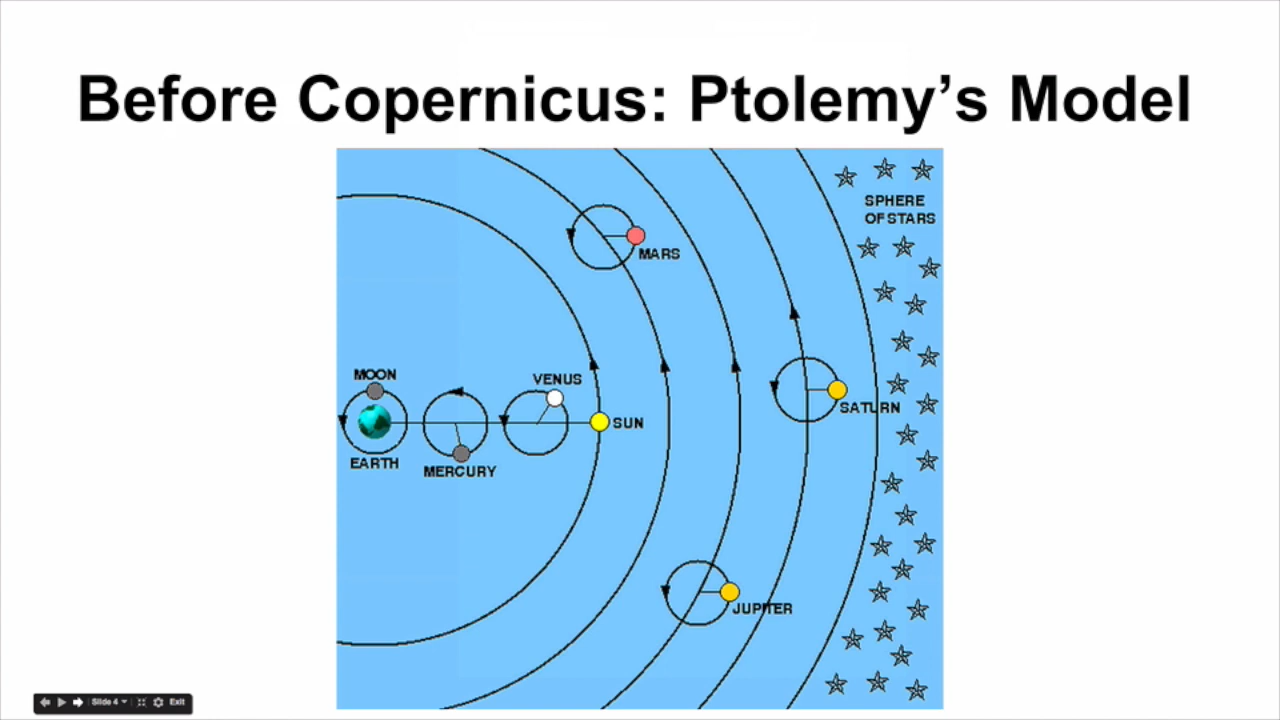 Before Copernicus: Ptolemy’s Model
SPHERE
OF STARS
MARS
MOON
VENUS
SATURN
SUN
EARTH
MERCURY
JUPITER
Slide 4
Exit